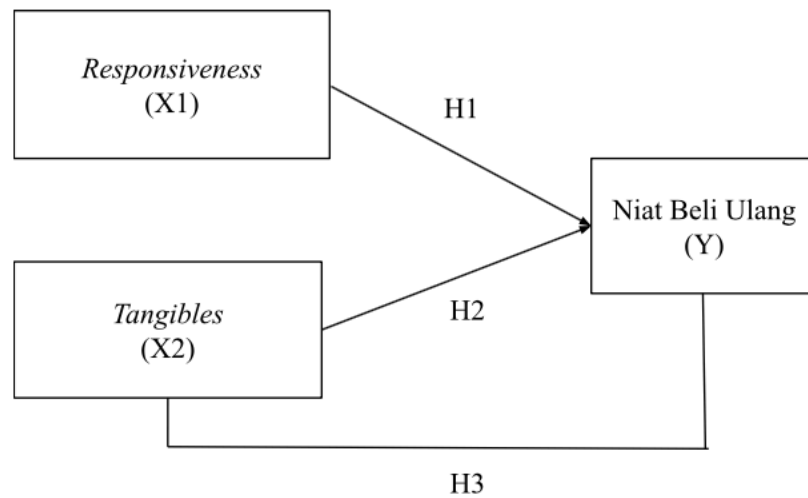 Responsiveness
(X1)
H1
Niat Beli Ulang
(Y)
Tangibles
(X2)
H2
H3